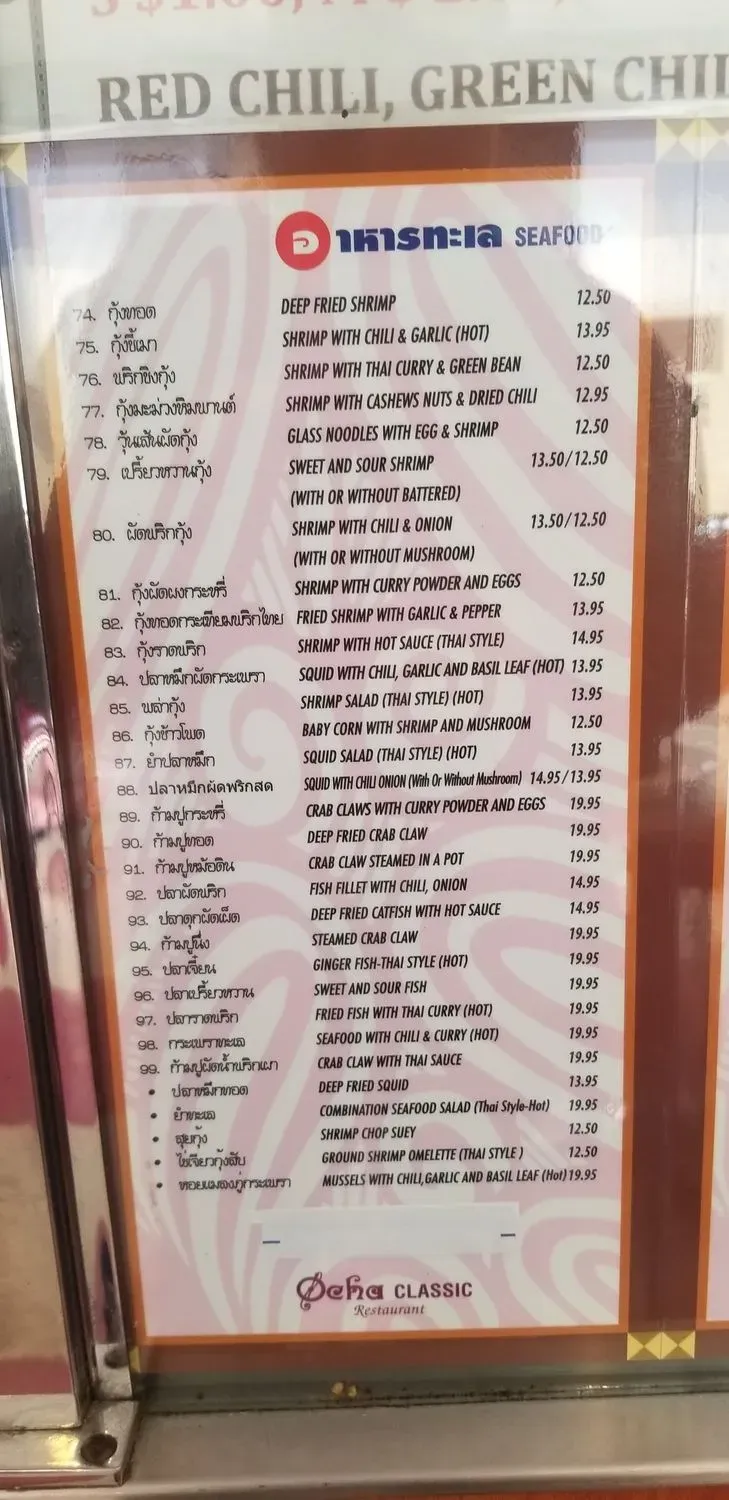 RED CHILI, GREEN CHIL
อาหารทะเล SEAFOOD
74. กุ้งทอด DEEP FRIED SHRIMP 12.50
75. กุ้งขี้เมา SHRIMP WITH CHILI & GARLIC (HOT) 13.95
76. พริกขิงกุ้ง SHRIMP WITH THAI CURRY & GREEN BEAN 12.50
77. กุ้งมะม่วงหิมพานต์ SHRIMP WITH CASHEWS NUTS & DRIED CHILI 12.95
78. วุ้นเส้นผัดกุ้ง GLASS NOODLES WITH EGG & SHRIMP 12.50
79. เปรี้ยวหวานกุ้ง SWEET AND SOUR SHRIMP 13.50/12.50
(WITH OR WITHOUT BATTERED)
80. ผัดพริกกุ้ง SHRIMP WITH CHILI & ONION 13.50/12.50
(WITH OR WITHOUT MUSHROOM)
81. กุ้งผัดผงกระหรี่ SHRIMP WITH CURRY POWDER AND EGGS 12.50
82. กุ้งทอดกระเทียมพริกไทย FRIED SHRIMP WITH GARLIC & PEPPER 13.95
83. กุ้งราดพริก SHRIMP WITH HOT SAUCE (THAI STYLE) 14.95
84. ปลาหมึกผัดกระเพรา SQUID WITH CHILI, GARLIC AND BASIL LEAF (HOT) 13.95
85. พล่ากุ้ง SHRIMP SALAD (THAI STYLE) (HOT) 13.95
86. กุ้งข้าวโพด BABY CORN WITH SHRIMP AND MUSHROOM 12.50
87. ยำปลาหมึก SQUID SALAD (THAI STYLE) (HOT) 13.95
88. ปลาหมึกผัดพริกสด SQUID WITH CHILI ONION (With Or Without Mushroom) 14.95/13.95
89. ก้ามปูกระหรี่ CRAB CLAWS WITH CURRY POWDER AND EGGS 19.95
90. ก้ามปูทอด DEEP FRIED CRAB CLAW 19.95
91. ก้ามปูหม้อดิน CRAB CLAW STEAMED IN A POT 19.95
92. ปลาผัดพริก FISH FILLET WITH CHILI, ONION 14.95
93. ปลาดุกผัดเผ็ด DEEP FRIED CATFISH WITH HOT SAUCE 14.95
94. ก้ามปูนึ่ง STEAMED CRAB CLAW 19.95
95. ปลาเจี๋ยน GINGER FISH-THAI STYLE (HOT) 19.95
96. ปลาเปรี้ยวหวาน SWEET AND SOUR FISH 19.95
97. ปลาราดพริก FRIED FISH WITH THAI CURRY (HOT) 19.95
98. กระเพราทะเล SEAFOOD WITH CHILI & CURRY (HOT) 19.95
99. ก้ามปูผัดน้ำพริกเผา CRAB CLAW WITH THAI SAUCE 19.95
• ปลาหมึกทอด DEEP FRIED SQUID 13.95
• ยำทะเล COMBINATION SEAFOOD SALAD (Thai Style-Hot) 19.95
• สุยกุ้ง SHRIMP CHOP SUEY 12.50
• ไข่เจียวกุ้งสับ GROUND SHRIMP OMELETTE (THAI STYLE ) 12.50
• หอยแมลงภู่กระเพรา MUSSELS WITH CHILI,GARLIC AND BASIL LEAF (Hot) 19.95
Ocha CLASSIC
Restaurant